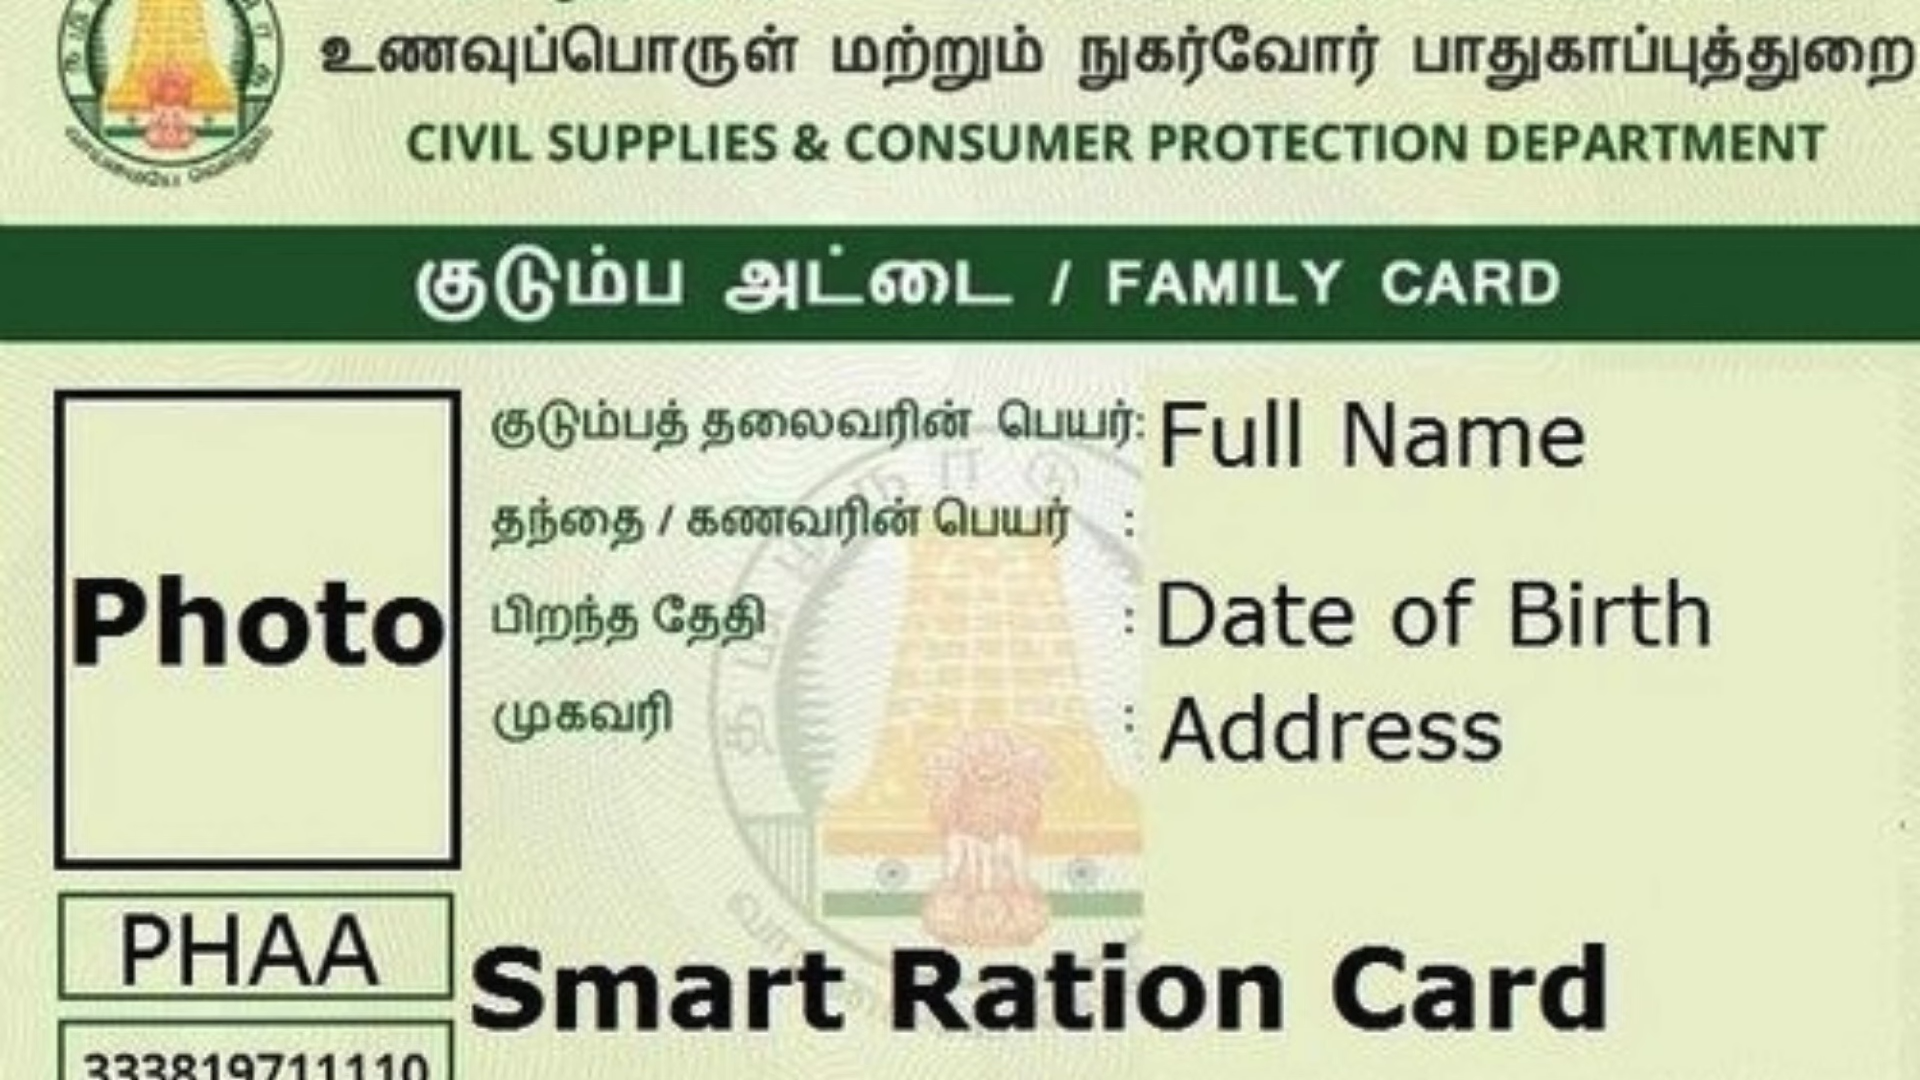 உணவுப்பொருள் மற்றும் நுகர்வோர் பாதுகாப்புத்துறை
CIVIL SUPPLIES & CONSUMER PROTECTION DEPARTMENT
குடும்ப அட்டை / FAMILY CARD
குடும்பத் தலைவரின் பெயர்: Full Name
தந்தை / கணவரின் பெயர் :
பிறந்த தேதி : Date of Birth
முகவரி : Address
Photo
PHAA
Smart Ration Card
333819711110